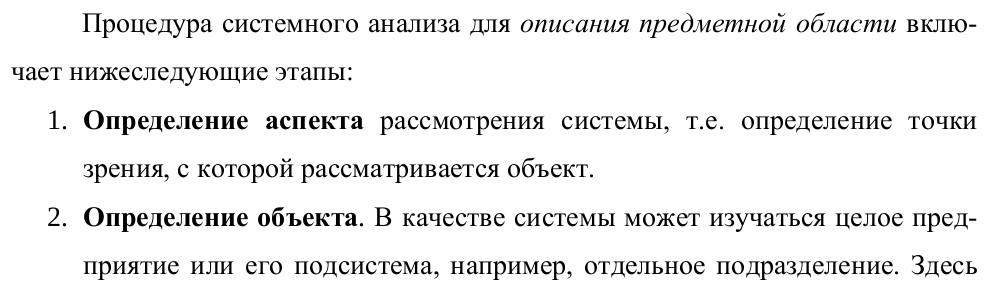 Процедура системного анализа для описания предметной области вклю-
чает нижеследующие этапы:
1. Определение аспекта рассмотрения системы, т.е. определение точки
зрения, с которой рассматривается объект.
2. Определение объекта. В качестве системы может изучаться целое пред-
приятие или его подсистема, например, отдельное подразделение. Здесь